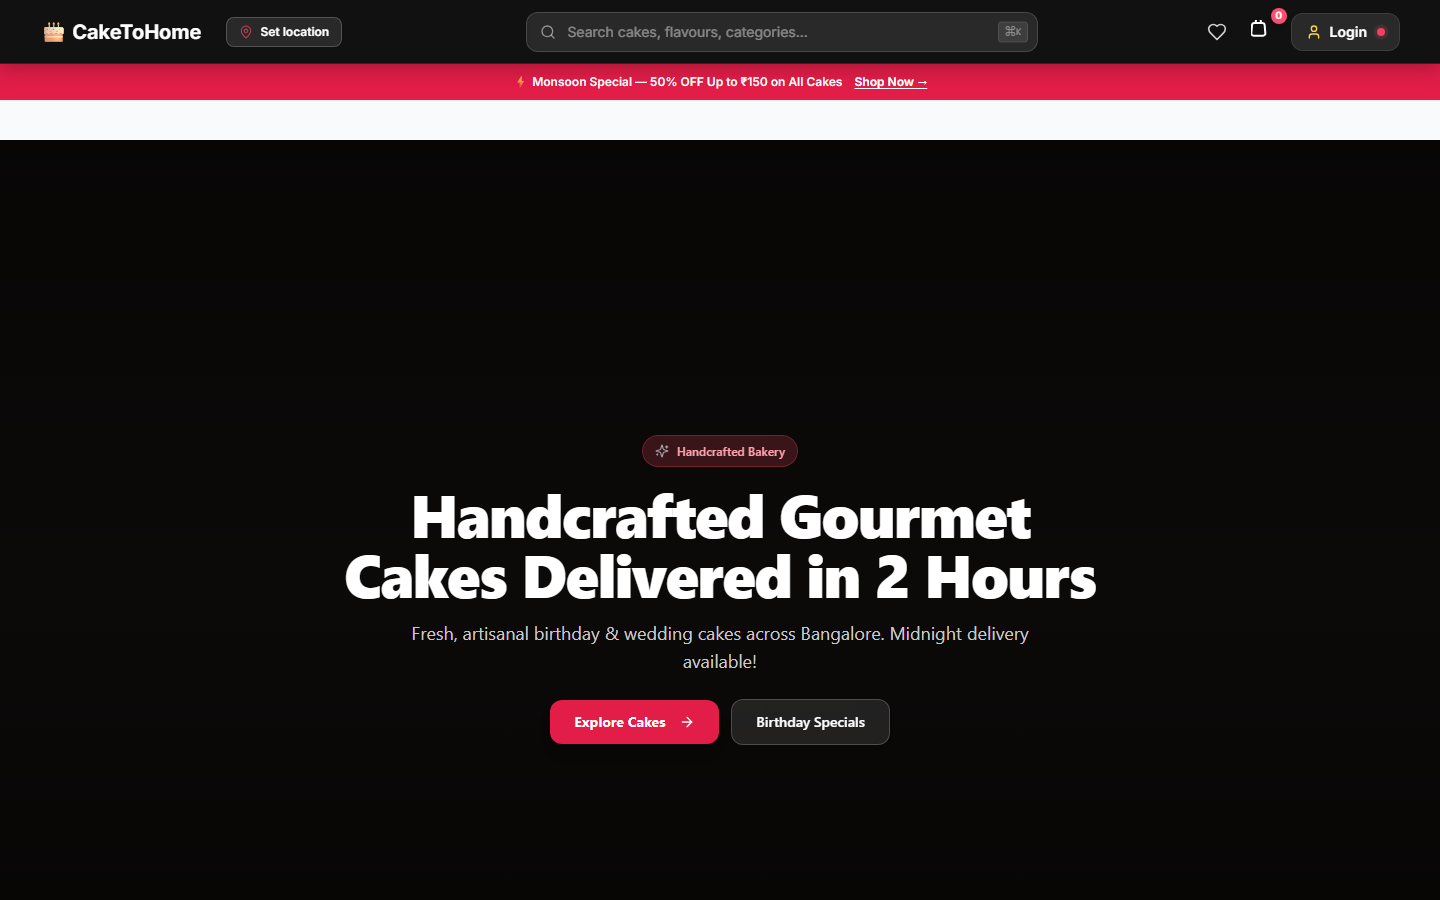 CakeToHome
Set location
Search cakes, flavours, categories...
⌘K
0
Login
Monsoon Special — 50% OFF Up to ₹150 on All Cakes Shop Now →
Handcrafted Bakery
Handcrafted Gourmet
Cakes Delivered in 2 Hours
Fresh, artisanal birthday & wedding cakes across Bangalore. Midnight delivery
available!
Explore Cakes →
Birthday Specials